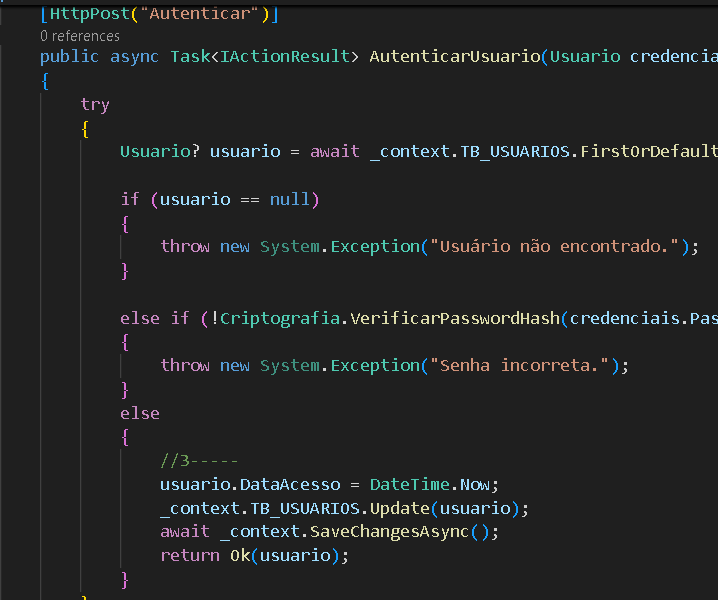 [HttpPost("Autenticar")]
0 references
public async Task<IActionResult> AutenticarUsuario(Usuario credencia
{
try
{
Usuario? usuario = await _context.TB_USUARIOS.FirstOrDefault
if (usuario == null)
{
throw new System.Exception("Usuário não encontrado.");
}
else if (!Criptografia.VerificarPasswordHash(credenciais.Pas
{
throw new System.Exception("Senha incorreta.");
}
else
{
//3-----
usuario.DataAcesso = DateTime.Now;
_context.TB_USUARIOS.Update(usuario);
await _context.SaveChangesAsync();
return Ok(usuario);
}
}